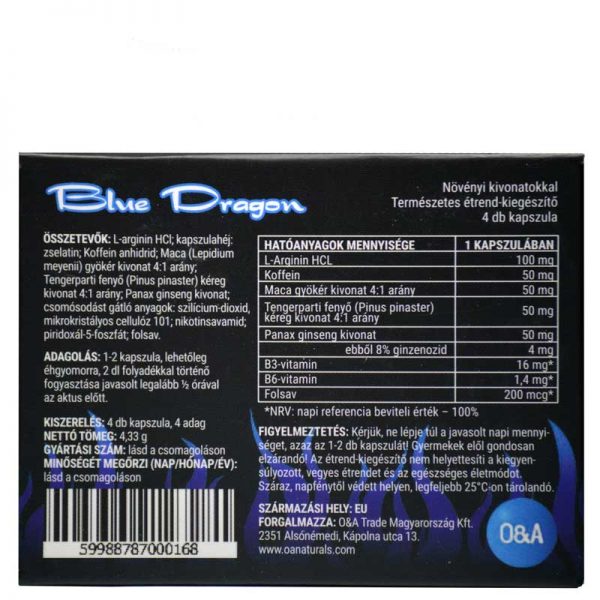 Blue Dragon
Növényi kivonatokkal
Természetes étrend-kiegészítő
4 db kapszula
ÖSSZETEVŐK: L-arginin HCl; kapszulahéj:
zselatin; Koffein anhidrid; Maca (Lepidium
meyenii) gyökér kivonat 4:1 arány;
Tengerparti fenyő (Pinus pinaster) kéreg
kivonat 4:1 arány; Panax ginseng kivonat;
csomósodást gátló anyagok: szilícium-dioxid,
mikrokristályos cellulóz 101; nikotinsavamid;
piridoxál-5-foszfát; folsav.
ADAGOLÁS: 1-2 kapszula, lehetőleg
éhgyomorra, 2 dl folyadékkal történő
fogyasztása javasolt legalább ½ órával
az aktus előtt.
KISZERELÉS: 4 db kapszula, 4 adag
NETTÓ TÖMEG: 4,33 g
GYÁRTÁSI SZÁM: lásd a csomagoláson
MINŐSÉGÉT MEGŐRZI (NAP/HÓNAP/ÉV):
lásd a csomagoláson
59988787000168
HATÓANYAGOK MENNYISÉGE 1 KAPSZULÁBAN
L-Arginin HCL 100 mg
Koffein 50 mg
Maca gyökér kivonat 4:1 arány 50 mg
Tengerparti fenyő (Pinus pinaster)
kéreg kivonat 4:1 arány 50 mg
Panax ginseng kivonat 50 mg
ebből 8% ginzenozid 4 mg
B3-vitamin 16 mg*
B6-vitamin 1,4 mg*
Folsav 200 mcg*
*NRV: napi referencia beviteli érték – 100%
FIGYELMEZTETÉS: Kérjük, ne lépje túl a javasolt napi mennyi-
séget, azaz az 1-2 db kapszulát! Gyermekek elől gondosan
elzárandó! Az étrend-kiegészítő nem helyettesíti a kiegyen-
súlyozott, vegyes étrendet és az egészséges életmódot.
Száraz, napfénytől védett helyen, legfeljebb 25°C-on tárolandó.
SZÁRMAZÁSI HELY: EU
FORGALMAZZA: O&A Trade Magyarország Kft.
2351 Alsónémedi, Kápolna utca 13.
www.oanaturals.com
O&A